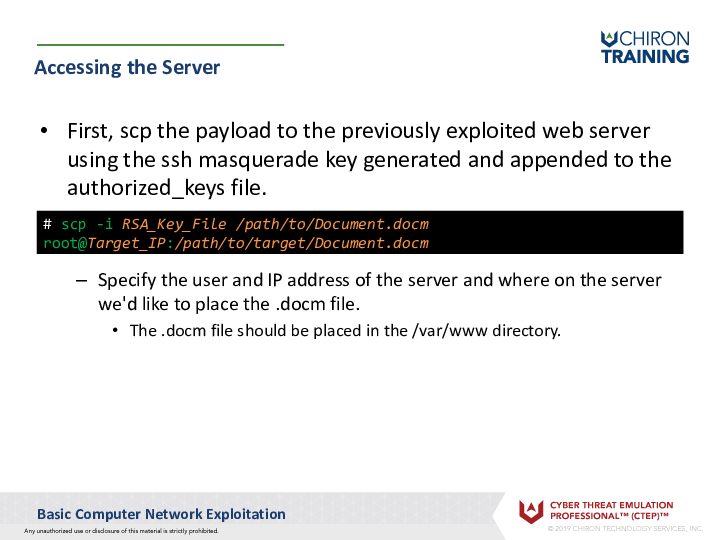 CHIRON
TRAINING
Accessing the Server
• First, scp the payload to the previously exploited web server
using the ssh masquerade key generated and appended to the
authorized_keys file.
# scp -i RSA_Key_File /path/to/Document.docm
root@Target_IP:/path/to/target/Document.docm
– Specify the user and IP address of the server and where on the server
we'd like to place the .docm file.
• The .docm file should be placed in the /var/www directory.
Basic Computer Network Exploitation
Any unauthorized use or disclosure of this material is strictly prohibited.
CYBER THREAT EMULATION
PROFESSIONAL™ (CTEP)™
© 2019 CHIRON TECHNOLOGY SERVICES, INC.